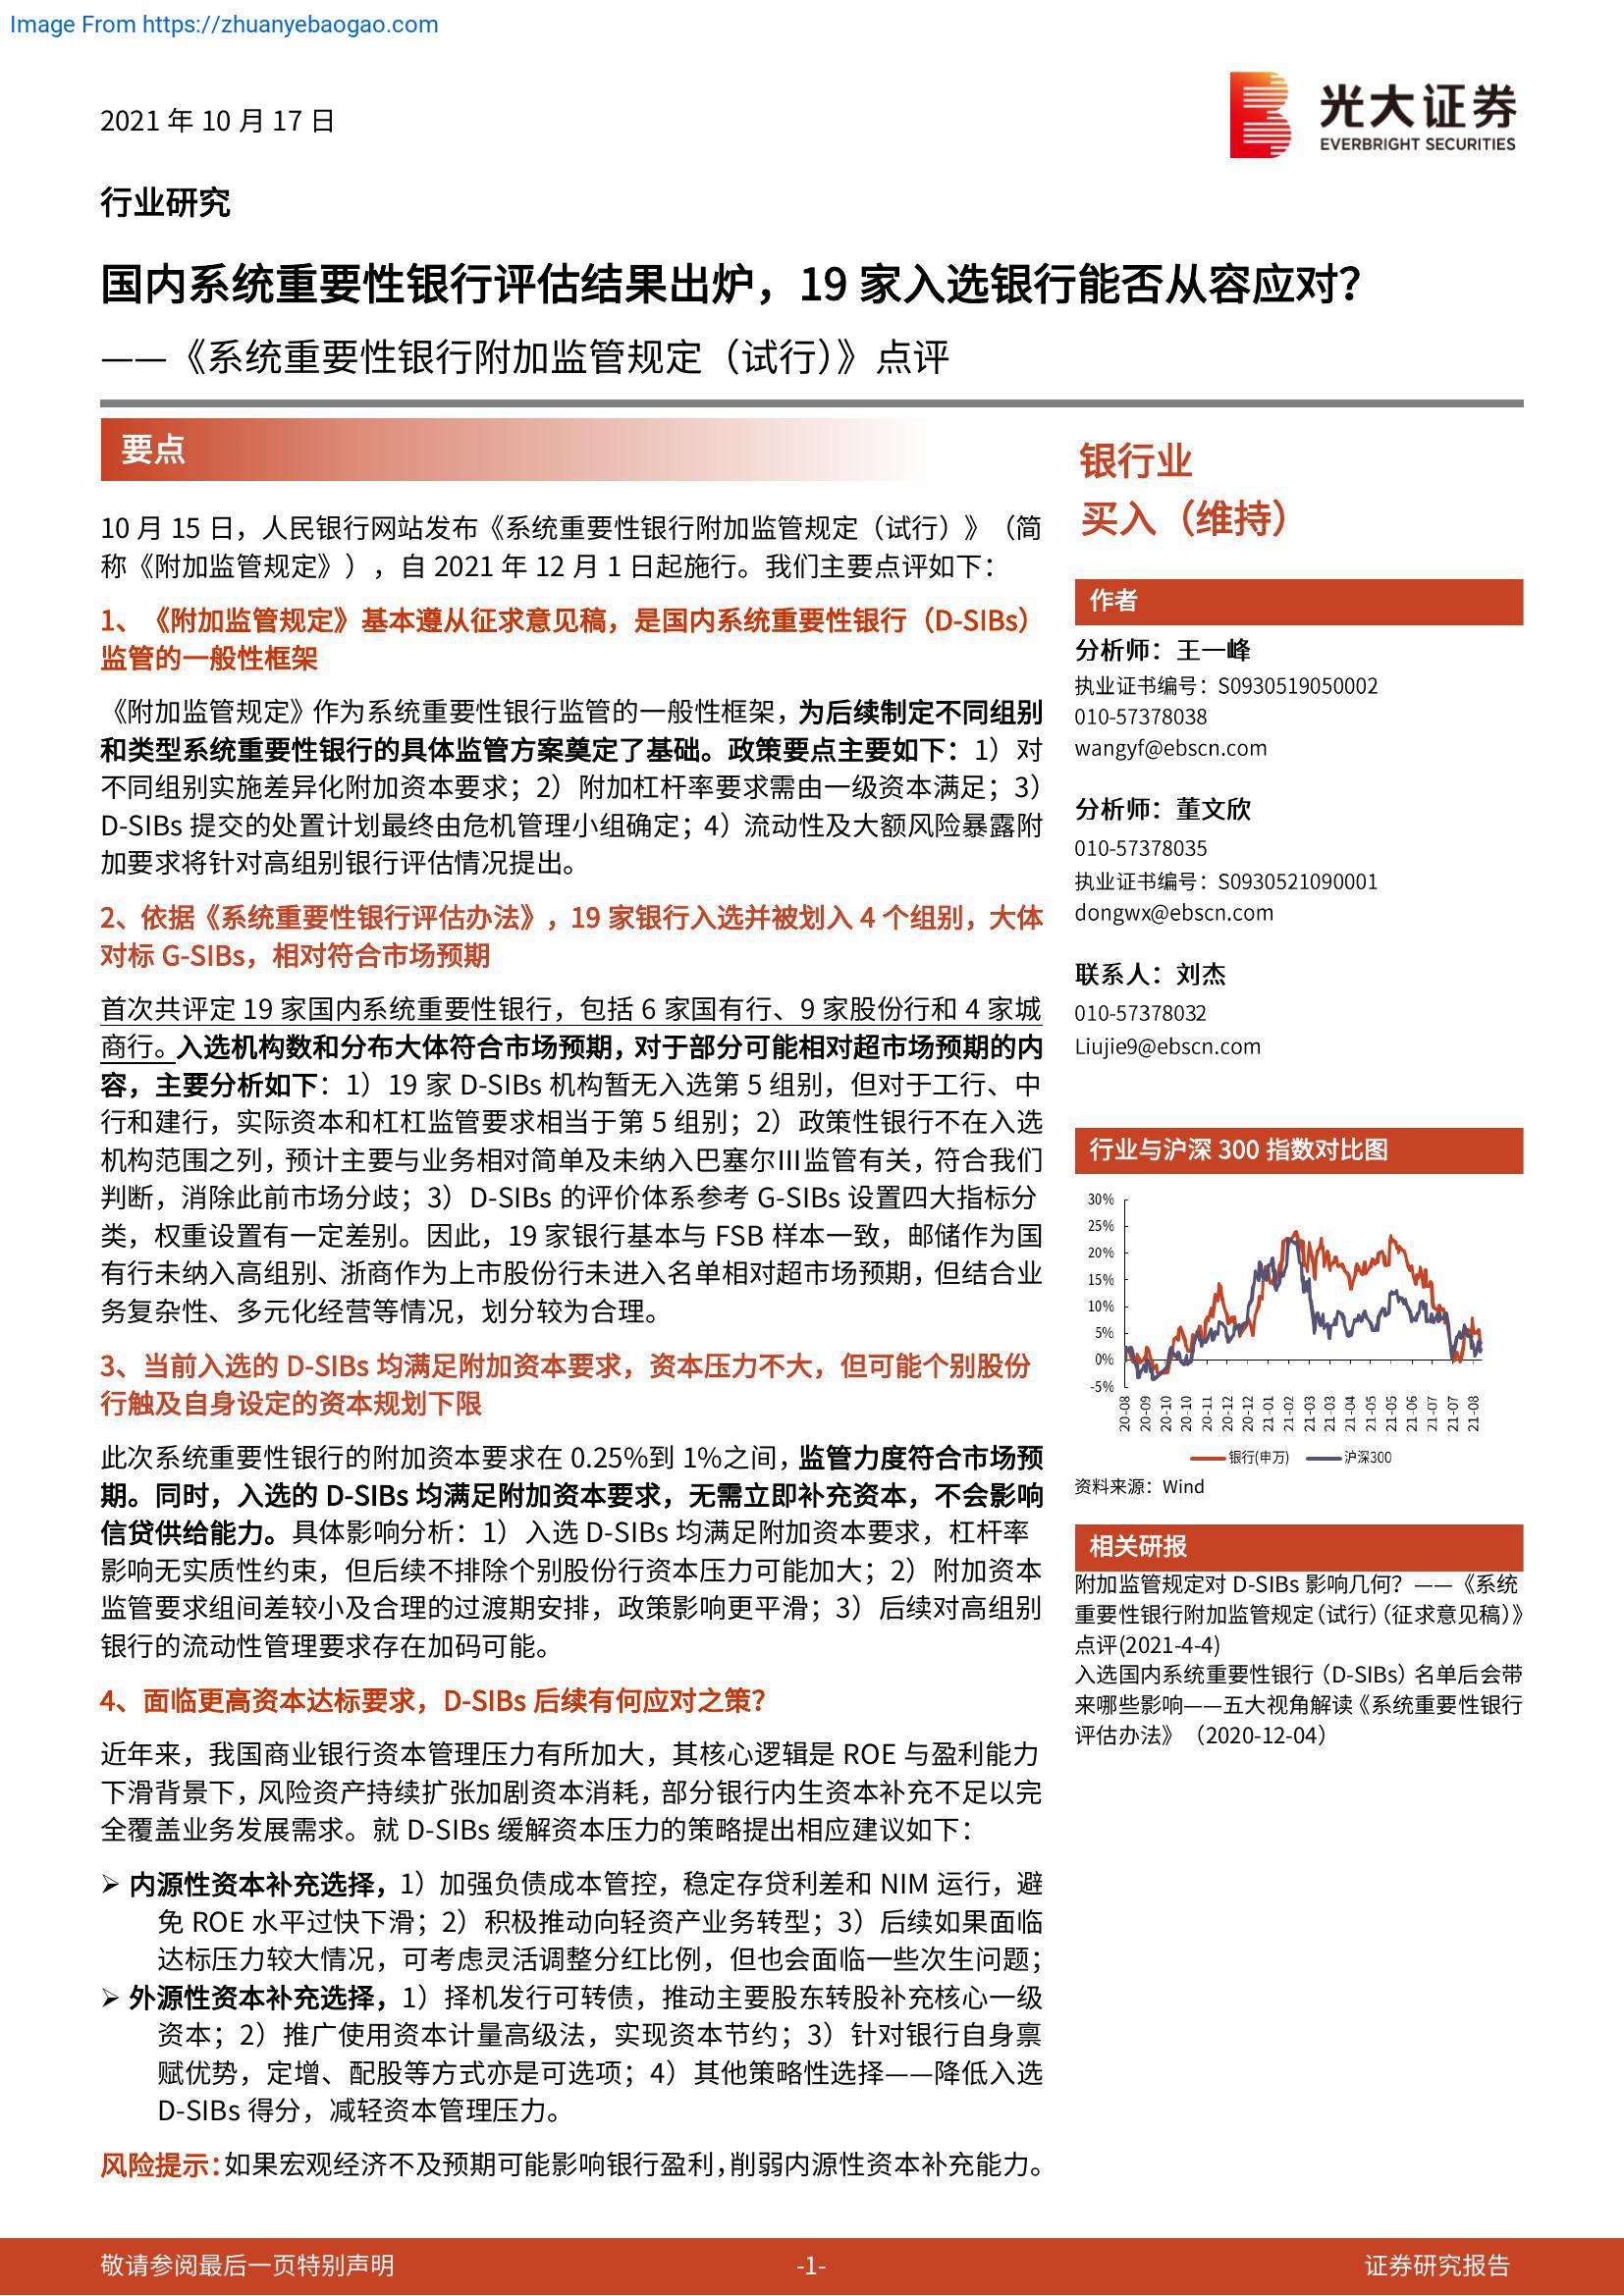 Image From https://zhuanyebaogao.com
2021 年 10 月 17 日
光大证券
EVERBRIGHT SECURITIES
行业研究
国内系统重要性银行评估结果出炉，19 家入选银行能否从容应对？
——《系统重要性银行附加监管规定（试行）》点评
要点
10 月 15 日，人民银行网站发布《系统重要性银行附加监管规定（试行）》（简
称《附加监管规定》），自 2021 年 12 月 1 日起施行。我们主要点评如下：
1、《附加监管规定》基本遵从征求意见稿，是国内系统重要性银行（D-SIBs）
监管的一般性框架
《附加监管规定》作为系统重要性银行监管的一般性框架，为后续制定不同组别
和类型系统重要性银行的具体监管方案奠定了基础。政策要点主要如下：1）对
不同组别实施差异化附加资本要求；2）附加杠杆率要求需由一级资本满足；3）
D-SIBs 提交的处置计划最终由危机管理小组确定；4）流动性及大额风险暴露附
加要求将针对高组别银行评估情况提出。
2、依据《系统重要性银行评估办法》，19 家银行入选并被划入 4 个组别，大体
对标 G-SIBs，相对符合市场预期
首次共评定 19 家国内系统重要性银行，包括 6 家国有行、9 家股份行和 4 家城
商行。入选机构数和分布大体符合市场预期，对于部分可能相对超市场预期的内
容，主要分析如下：1）19 家 D-SIBs 机构暂无入选第 5 组别，但对于工行、中
行和建行，实际资本和杠杠监管要求相当于第 5 组别；2）政策性银行不在入选
机构范围之列，预计主要与业务相对简单及未纳入巴塞尔III监管有关，符合我们
判断，消除此前市场分歧；3）D-SIBs 的评价体系参考 G-SIBs 设置四大指标分
类，权重设置有一定差别。因此，19 家银行基本与 FSB 样本一致，邮储作为国
有行未纳入高组别、浙商作为上市股份行未进入名单相对超市场预期，但结合业
务复杂性、多元化经营等情况，划分较为合理。
3、当前入选的 D-SIBs 均满足附加资本要求，资本压力不大，但可能个别股份
行触及自身设定的资本规划下限
此次系统重要性银行的附加资本要求在 0.25%到 1%之间，监管力度符合市场预
期。同时，入选的 D-SIBs 均满足附加资本要求，无需立即补充资本，不会影响
信贷供给能力。具体影响分析：1）入选 D-SIBs 均满足附加资本要求，杠杆率
影响无实质性约束，但后续不排除个别股份行资本压力可能加大；2）附加资本
监管要求组间差较小及合理的过渡期安排，政策影响更平滑；3）后续对高组别
银行的流动性管理要求存在加码可能。
4、面临更高资本达标要求，D-SIBs 后续有何应对之策？
近年来，我国商业银行资本管理压力有所加大，其核心逻辑是 ROE 与盈利能力
下滑背景下，风险资产持续扩张加剧资本消耗，部分银行内生资本补充不足以完
全覆盖业务发展需求。就 D-SIBs 缓解资本压力的策略提出相应建议如下：
➢ 内源性资本补充选择，1）加强负债成本管控，稳定存贷利差和 NIM 运行，避
免 ROE 水平过快下滑；2）积极推动向轻资产业务转型；3）后续如果面临
达标压力较大情况，可考虑灵活调整分红比例，但也会面临一些次生问题；
➢ 外源性资本补充选择，1）择机发行可转债，推动主要股东转股补充核心一级
资本；2）推广使用资本计量高级法，实现资本节约；3）针对银行自身禀
赋优势，定增、配股等方式亦是可选项；4）其他策略性选择——降低入选
D-SIBs 得分，减轻资本管理压力。
风险提示：如果宏观经济不及预期可能影响银行盈利，削弱内源性资本补充能力。
银行业
买入（维持）
作者
分析师：王一峰
执业证书编号：S0930519050002
010-57378038
wangyf@ebscn.com
分析师：董文欣
010-57378035
执业证书编号：S0930521090001
dongwx@ebscn.com
联系人：刘杰
010-57378032
Liujie9@ebscn.com
行业与沪深 300 指数对比图
30%
25%
20%
15%
10%
5%
0%
-5%
20-08 20-09 20-10 20-10 20-11 20-12 20-12 21-01 21-02 21-03 21-03 21-04 21-05 21-05 21-06 21-07 21-07 21-08
银行(申万) 沪深300
资料来源：Wind
相关研报
附加监管规定对 D-SIBs 影响几何？——《系统
重要性银行附加监管规定（试行）（征求意见稿）》
点评(2021-4-4)
入选国内系统重要性银行（D-SIBs）名单后会带
来哪些影响——五大视角解读《系统重要性银行
评估办法》（2020-12-04）
敬请参阅最后一页特别声明 -1- 证券研究报告